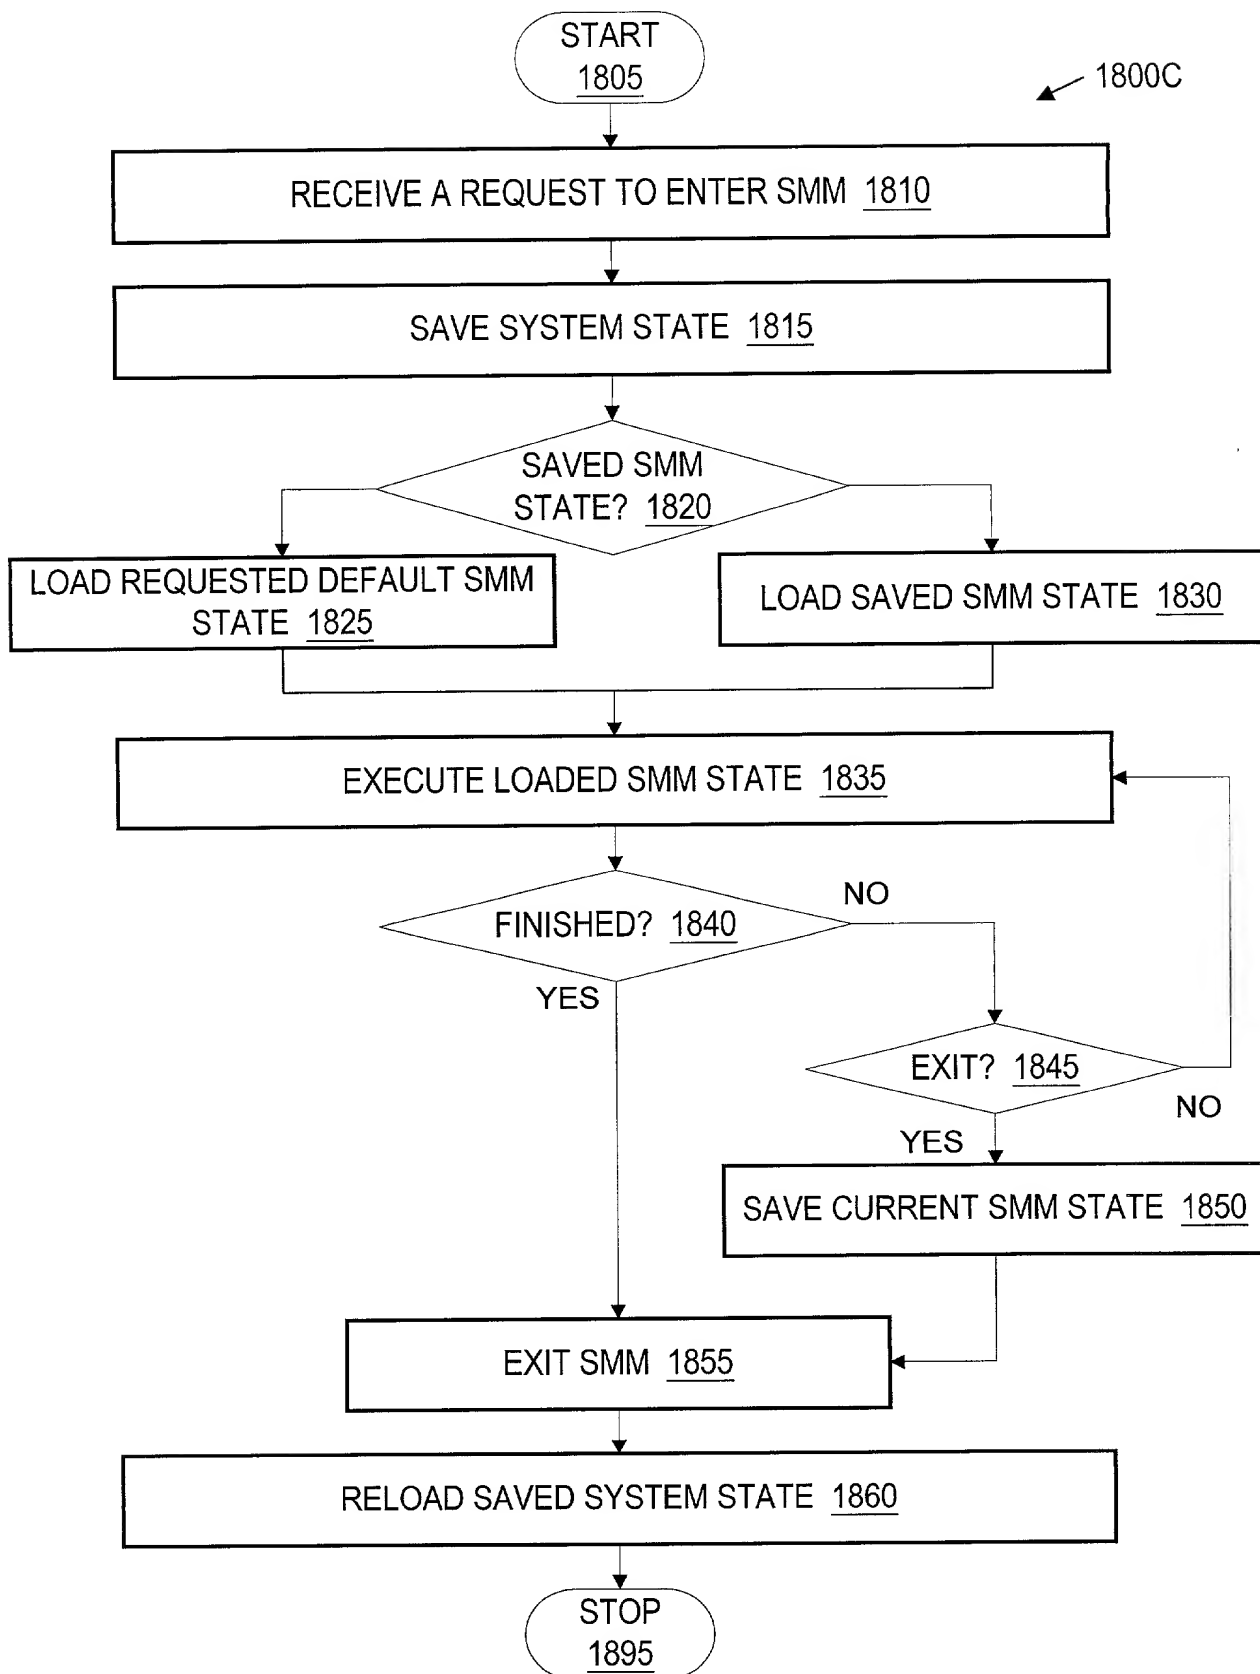 START
1805
1800C
RECEIVE A REQUEST TO ENTER SMM 1810
SAVE SYSTEM STATE 1815
SAVED SMM
STATE? 1820
LOAD REQUESTED DEFAULT SMM
STATE 1825
LOAD SAVED SMM STATE 1830
EXECUTE LOADED SMM STATE 1835
FINISHED? 1840
NO
YES
EXIT? 1845
NO
YES
SAVE CURRENT SMM STATE 1850
EXIT SMM 1855
RELOAD SAVED SYSTEM STATE 1860
STOP
1895